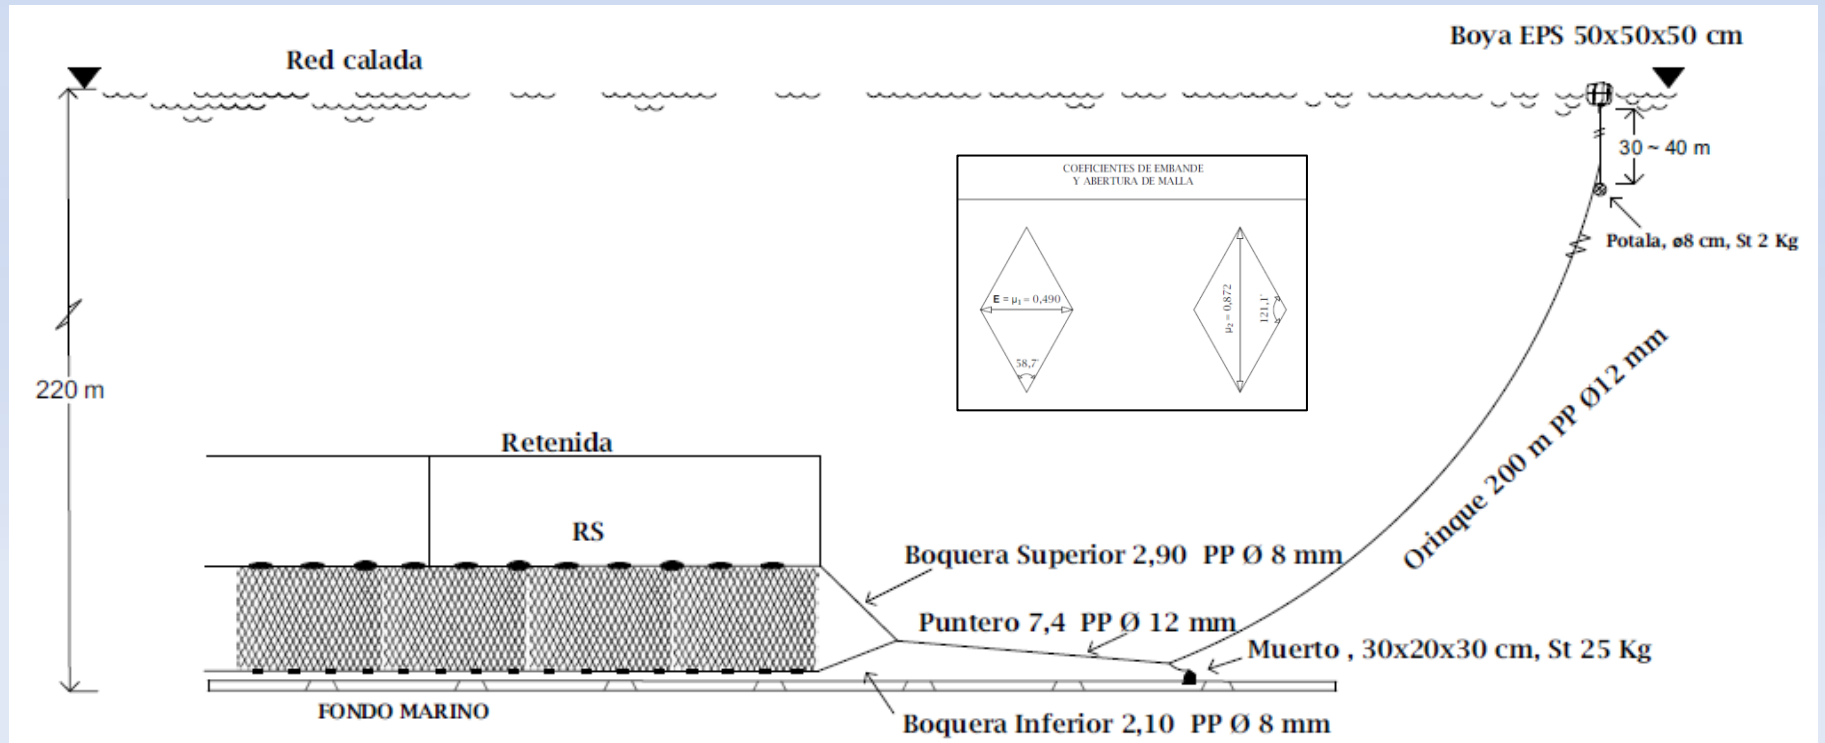 Boya EPS 50x50x50 cm
Red calada
30 ~ 40 m
COEFICIENTES DE EMBANDE
Y ABERTURA DE MALLA
Potala, ø8 cm, St 2 Kg
E = μ₁ = 0,490
μ₂ = 0,872
121,1°
58,7°
220 m
Orinque 200 m PP Ø12 mm
Retenida
RS
Boquera Superior 2,90 PP Ø 8 mm
Puntero 7,4 PP Ø 12 mm
Muerto , 30x20x30 cm, St 25 Kg
FONDO MARINO
Boquera Inferior 2,10 PP Ø 8 mm